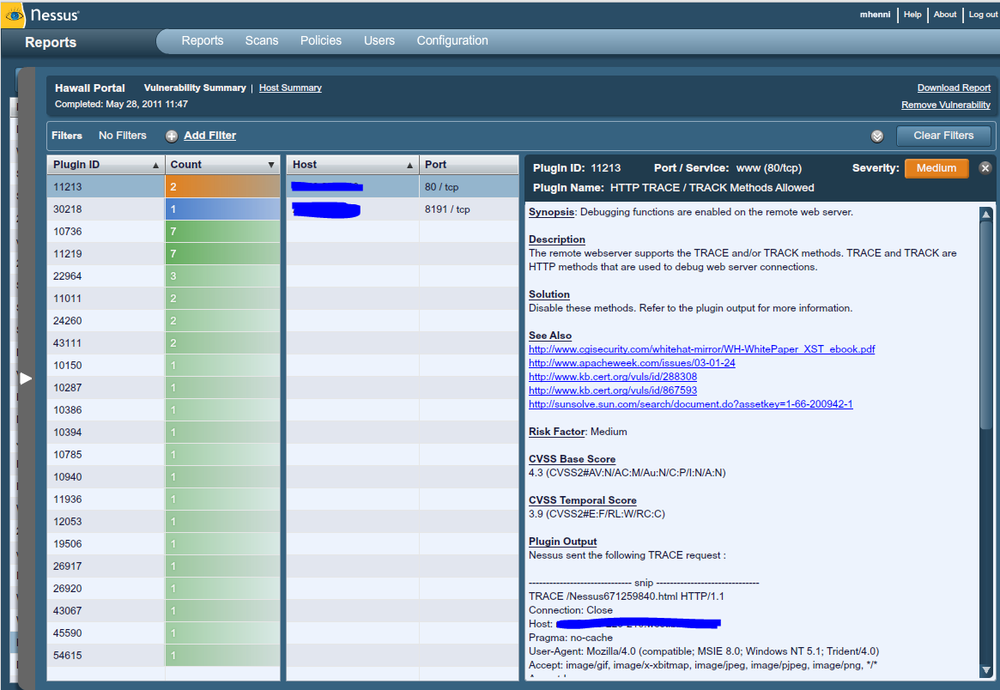 nessus®
mhenni | Help | About | Log out
Reports
Reports Scans Policies Users Configuration
Hawall Portal Vulnerability Summary | Host Summary
Download Report
Completed: May 28, 2011 11:47
Remove Vulnerability
Filters No Filters Add Filter
Clear Filters
Plugin ID Count
11213 2
30218 1
10736 7
11219 7
22964 3
11011 2
24260 2
43111 2
10150 1
10287 1
10386 1
10394 1
10785 1
10940 1
11936 1
12053 1
19506 1
26917 1
26920 1
43067 1
45590 1
54615 1
Host Port
80 / tcp
8191 / tcp
Plugin ID: 11213 Port / Service: www (80/tcp) Severity: Medium
Plugin Name: HTTP TRACE / TRACK Methods Allowed
Synopsis: Debugging functions are enabled on the remote web server.
Description
The remote webserver supports the TRACE and/or TRACK methods. TRACE and TRACK are
HTTP methods that are used to debug web server connections.
Solution
Disable these methods. Refer to the plugin output for more information.
See Also
http://www.cgisecurity.com/whitehat-mirror/WH-WhitePaper_XST_ebook.pdf
http://www.apacheweek.com/issues/03-01-24
http://www.kb.cert.org/vuls/id/288308
http://www.kb.cert.org/vuls/id/867593
http://sunsolve.sun.com/search/document.do?assetkey=1-66-200942-1
Risk Factor: Medium
CVSS Base Score
4.3 (CVSS2#AV:N/AC:M/Au:N/C:P/I:N/A:N)
CVSS Temporal Score
3.9 (CVSS2#E:F/RL:W/RC:C)
Plugin Output
Nessus sent the following TRACE request :
------------------------------ snip ------------------------------
TRACE /Nessus671259840.html HTTP/1.1
Connection: Close
Host:
Pragma: no-cache
User-Agent: Mozilla/4.0 (compatible; MSIE 8.0; Windows NT 5.1; Trident/4.0)
Accept: image/gif, image/x-xbitmap, image/jpeg, image/pjpeg, image/png, */*